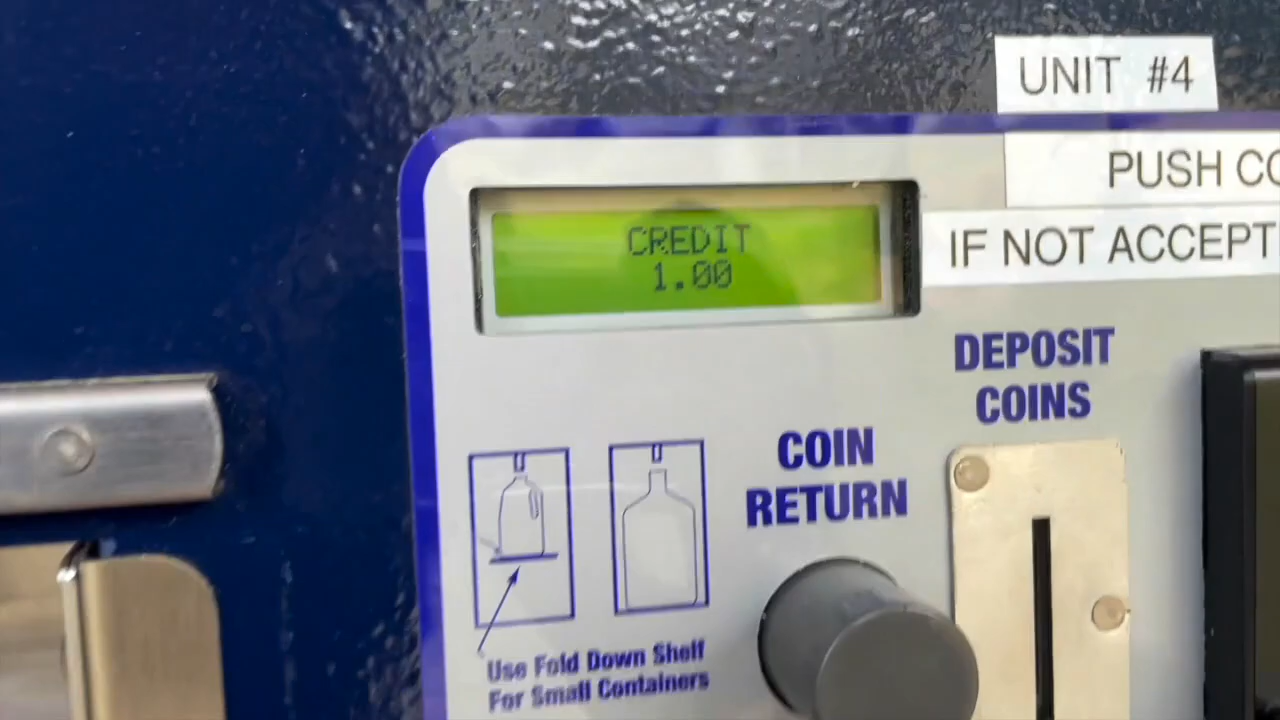 UNIT #4
PUSH
IF NOT ACCEPT
CREDIT
1.00
DEPOSIT
COINS
COIN
RETURN
Use Fold Down Shelf
For Small Containers